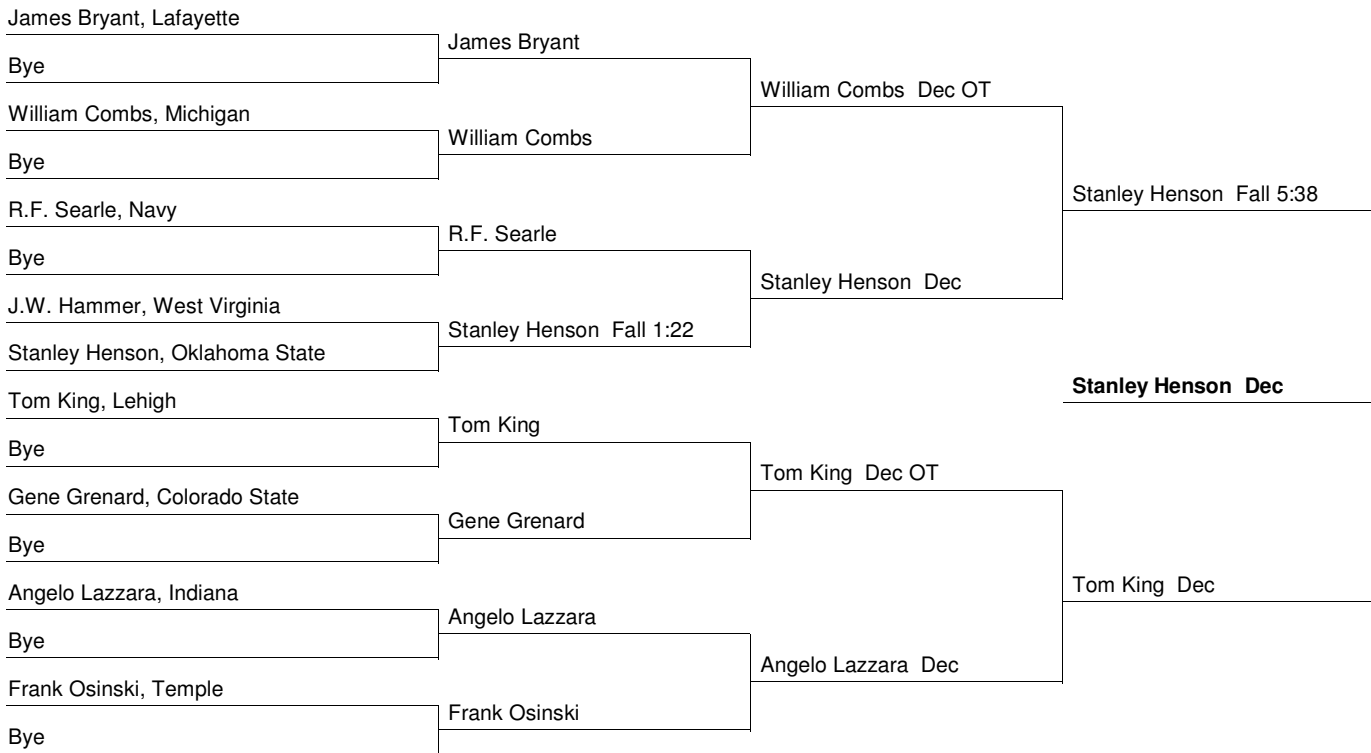 James Bryant, Lafayette
Bye
William Combs, Michigan
Bye
R.F. Searle, Navy
Bye
J.W. Hammer, West Virginia
Stanley Henson, Oklahoma State
Tom King, Lehigh
Bye
Gene Grenard, Colorado State
Bye
Angelo Lazzara, Indiana
Bye
Frank Osinski, Temple
Bye
James Bryant
William Combs
R.F. Searle
Stanley Henson Fall 1:22
Tom King
Gene Grenard
Angelo Lazzara
Frank Osinski
William Combs Dec OT
Stanley Henson Dec
Tom King Dec OT
Angelo Lazzara Dec
Stanley Henson Fall 5:38
Stanley Henson Dec
Tom King Dec